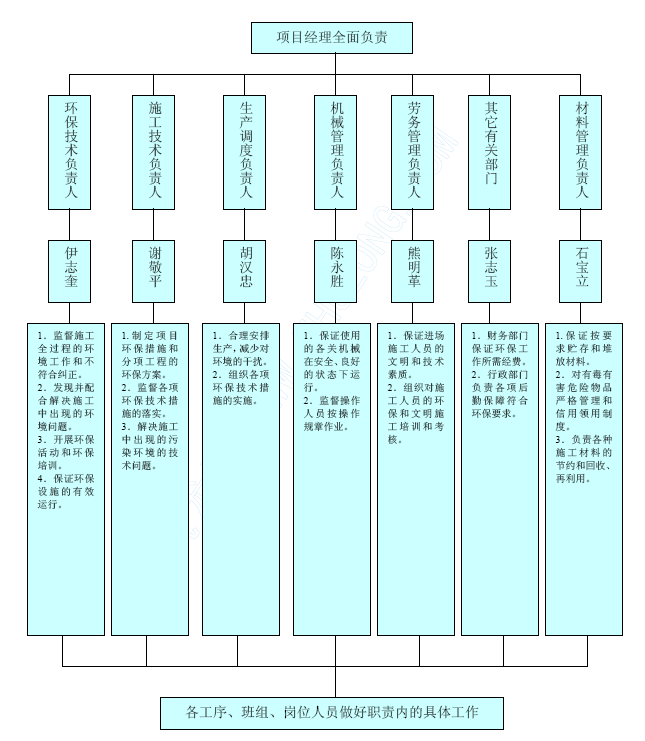 项目经理全面负责
环保技术负责人
施工技术负责人
生产调度负责人
机械管理负责人
劳务管理负责人
其它有关部门
材料管理负责人
伊志奎
谢敬平
胡汉忠
陈永胜
熊明革
张志玉
石宝立
1．监督施工
全过程的环
境工作和不
符合纠正。
2．发现并配
合解决施工
中出现的环
境问题。
3．开展环保
活动和环保
培训。
4．保证环保
设施的有效
运行。
1.制定项目
环保措施和
分项工程的
环保方案。
2．监督各项
环保技术措
施的落实。
3．解决施工
中出现的污
染环境的技
术问题。
1．合理安排
生产，减少对
环境的干扰。
2．组织各项
环保技术措
施的实施。
1．保证使用
的各关机械
在安全、良好
的状态下运
行。
2．监督操作
人员按操作
规章作业。
1．保证进场
施工人员的
文明和技术
素质。
2．组织对施
工人员的环
保和文明施
工培训和考
核。
1．财务部门
保证环保工
作所需经费。
2．行政部门
负责各项后
勤保障符合
环保要求。
1.保证按要
求贮存和堆
放材料。
2．对有毒有
害危险物品
严格管理和
信用领用制
度。
3．负责各种
施工材料的
节约和回收、
再利用。
各工序、班组、岗位人员做好职责内的具体工作